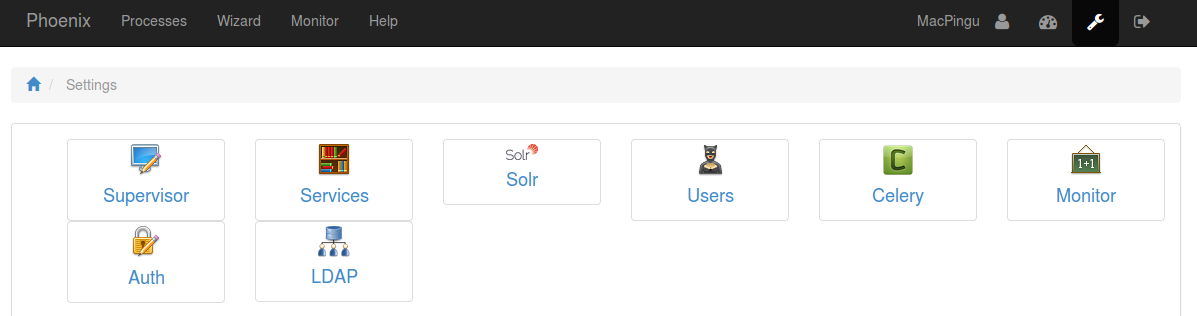 Phoenix Processes Wizard Monitor Help MacPingu
/ Settings
Solr
1+1
Supervisor Services Solr Users Celery Monitor
Auth LDAP